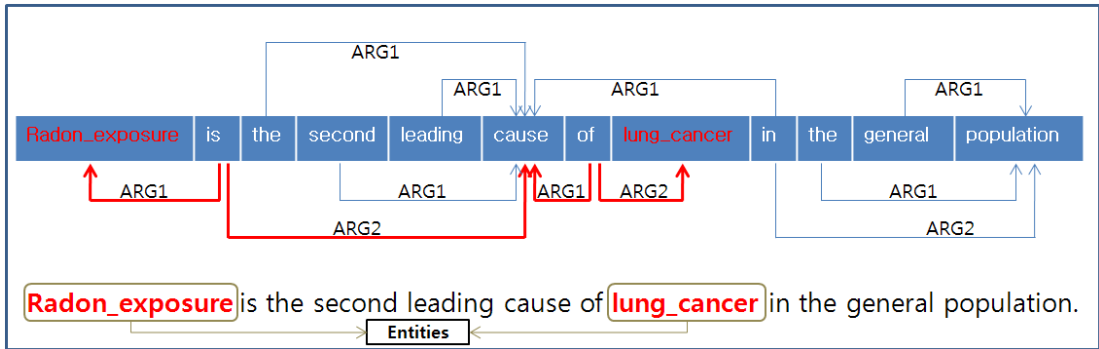 ARG1
ARG1 ARG1 ARG1
Radon_exposure is the second leading cause of lung_cancer in the general population
ARG1 ARG1 ARG1 ARG2 ARG1
ARG2 ARG2
Radon_exposure is the second leading cause of lung_cancer in the general population.
Entities